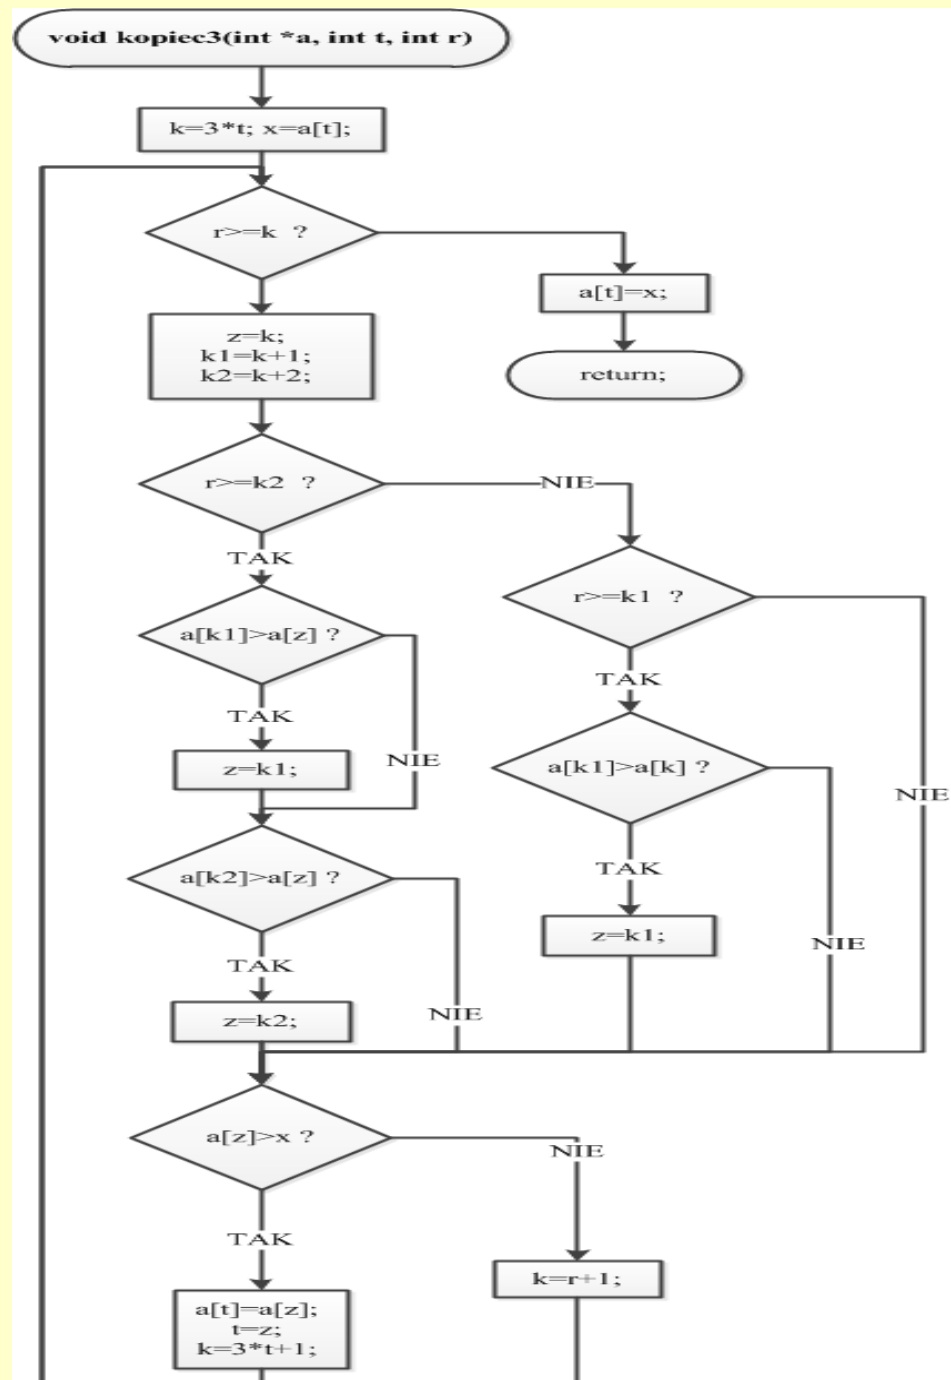 void kopiec3(int *a, int t, int r)
k=3*t; x=a[t];
r>=k ?
a[t]=x;
z=k;
k1=k+1;
k2=k+2;
return;
r>=k2 ?
NIE
TAK
r>=k1 ?
a[k1]>a[z] ?
TAK
TAK
NIE
z=k1;
a[k1]>a[k] ?
NIE
a[k2]>a[z] ?
TAK
z=k1;
NIE
TAK
NIE
z=k2;
a[z]>x ?
NIE
TAK
k=r+1;
a[t]=a[z];
t=z;
k=3*t+1;